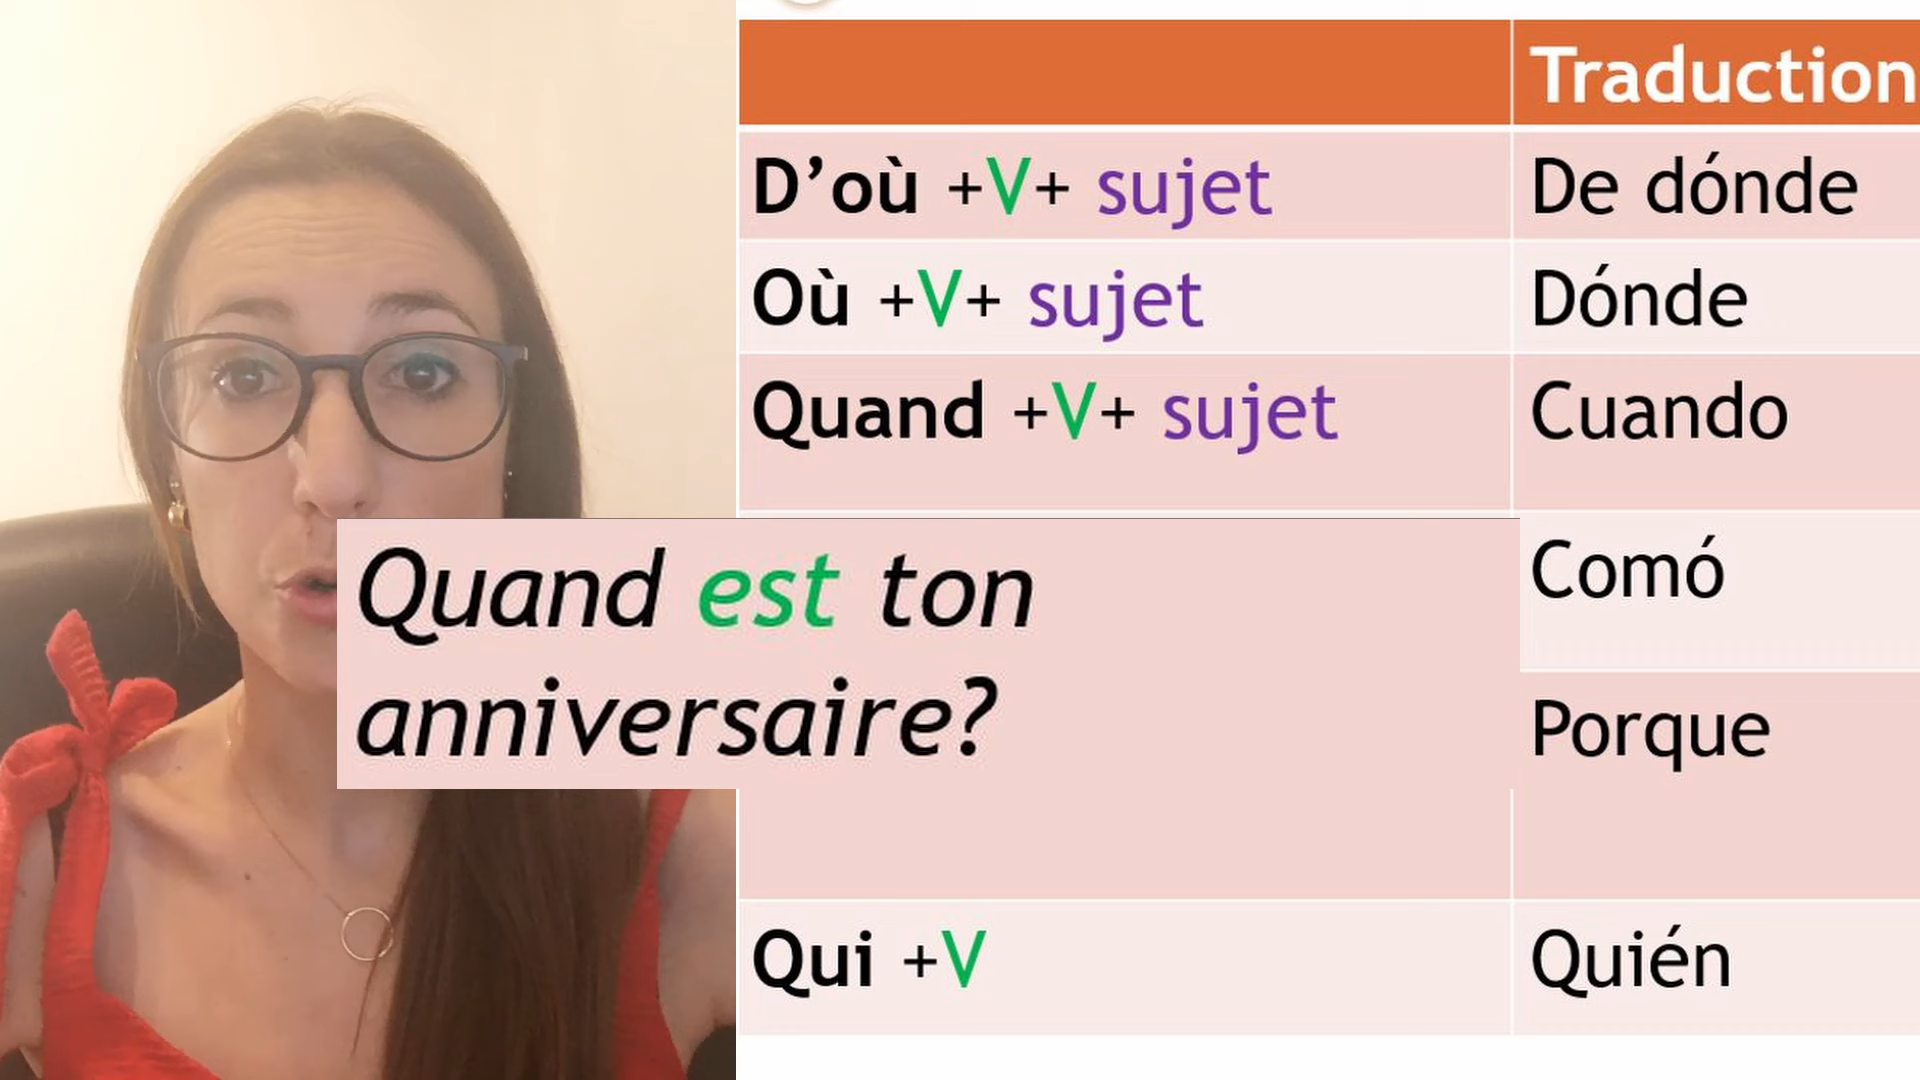 Traduction
D’où +V+ sujet
De dónde
Où +V+ sujet
Dónde
Quand +V+ sujet
Cuando
Quand est ton
anniversaire?
Comó
Porque
Qui +V
Quién